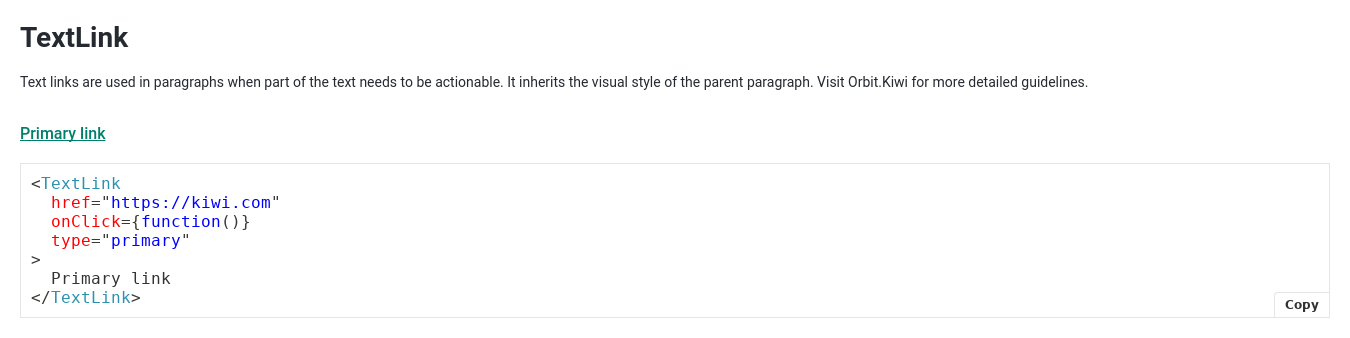 TextLink
Text links are used in paragraphs when part of the text needs to be actionable. It inherits the visual style of the parent paragraph. Visit Orbit.Kiwi for more detailed guidelines.
Primary link
<TextLink
  href="https://kiwi.com"
  onClick={function()}
  type="primary"
>
  Primary link
</TextLink>
Copy